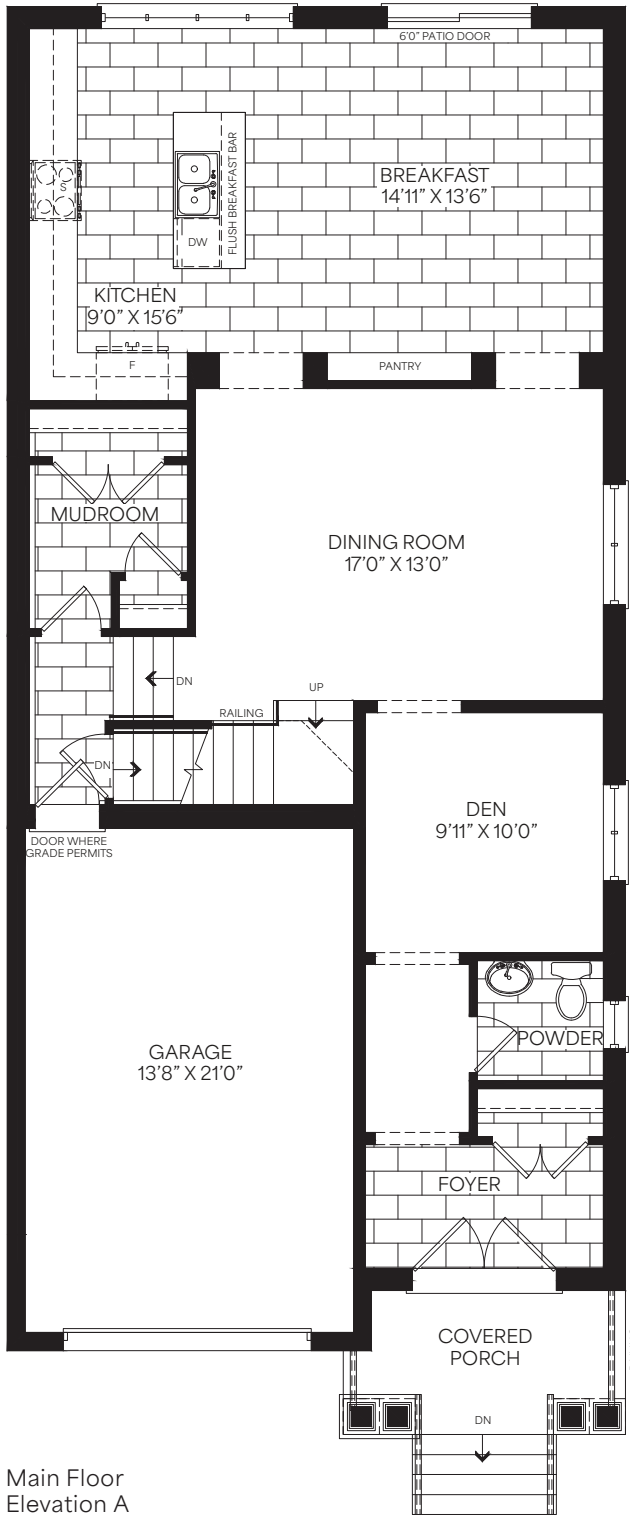 6'0” PATIO DOOR
S
FLUSH BREAKFAST BAR
DW
BREAKFAST
14'11” X 13'6”
KITCHEN
9'0” X 15'6”
F
PANTRY
MUDROOM
DINING ROOM
17'0” X 13'0”
DN
UP
RAILING
DN
DEN
9'11” X 10'0”
DOOR WHERE
GRADE PERMITS
POWDER
GARAGE
13'8” X 21'0”
FOYER
COVERED
PORCH
DN
Main Floor
Elevation A